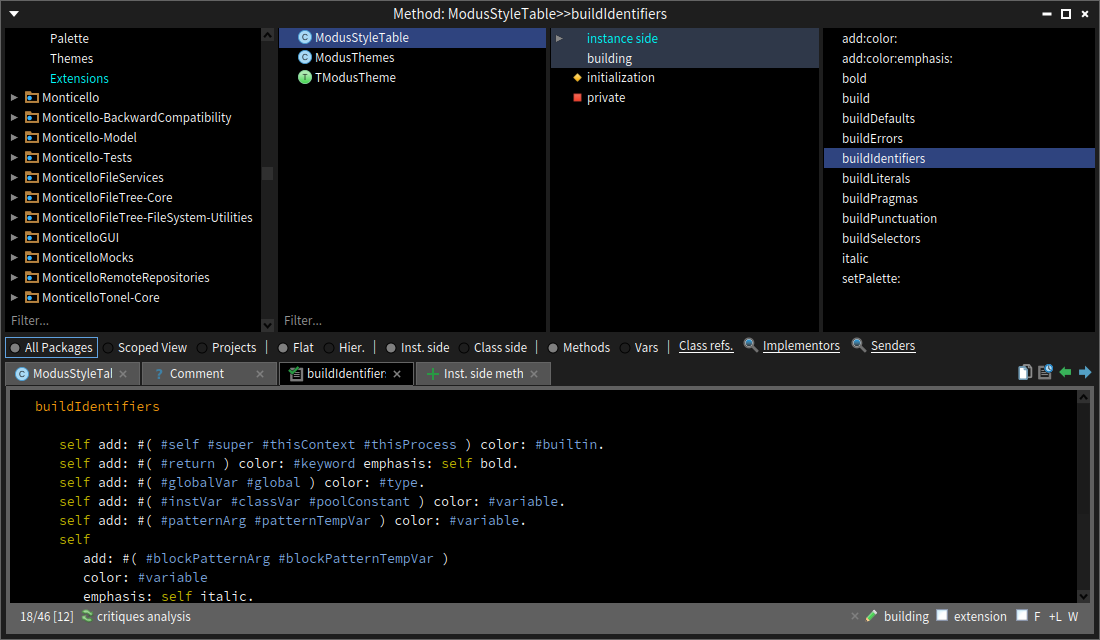 Method: ModusStyleTable>>buildIdentifiers
Palette
Themes
Extensions
Monticello
Monticello-BackwardCompatibility
Monticello-Model
Monticello-Tests
MonticelloFileServices
MonticelloFileTree-Core
MonticelloFileTree-FileSystem-Utilities
MonticelloGUI
MonticelloMocks
MonticelloRemoteRepositories
MonticelloTonel-Core
Filter...
C ModusStyleTable
C ModusThemes
T TModusTheme
Filter...
instance side
building
initialization
private
add:color:
add:color:emphasis:
bold
build
buildDefaults
buildErrors
buildIdentifiers
buildLiterals
buildPragmas
buildPunctuation
buildSelectors
italic
setPalette:
All Packages Scoped View Projects | Flat Hier. | Inst. side Class side | Methods Vars | Class refs. Implementors Senders
C ModusStyleTal × ? Comment × buildIdentifier × + Inst. side meth ×
buildIdentifiers
self add: #( #self #super #thisContext #thisProcess ) color: #builtin.
self add: #( #return ) color: #keyword emphasis: self bold.
self add: #( #globalVar #global ) color: #type.
self add: #( #instVar #classVar #poolConstant ) color: #variable.
self add: #( #patternArg #patternTempVar ) color: #variable.
self
add: #( #blockPatternArg #blockPatternTempVar )
color: #variable
emphasis: self italic.
18/46 [12] critiques analysis × building extension F +L W